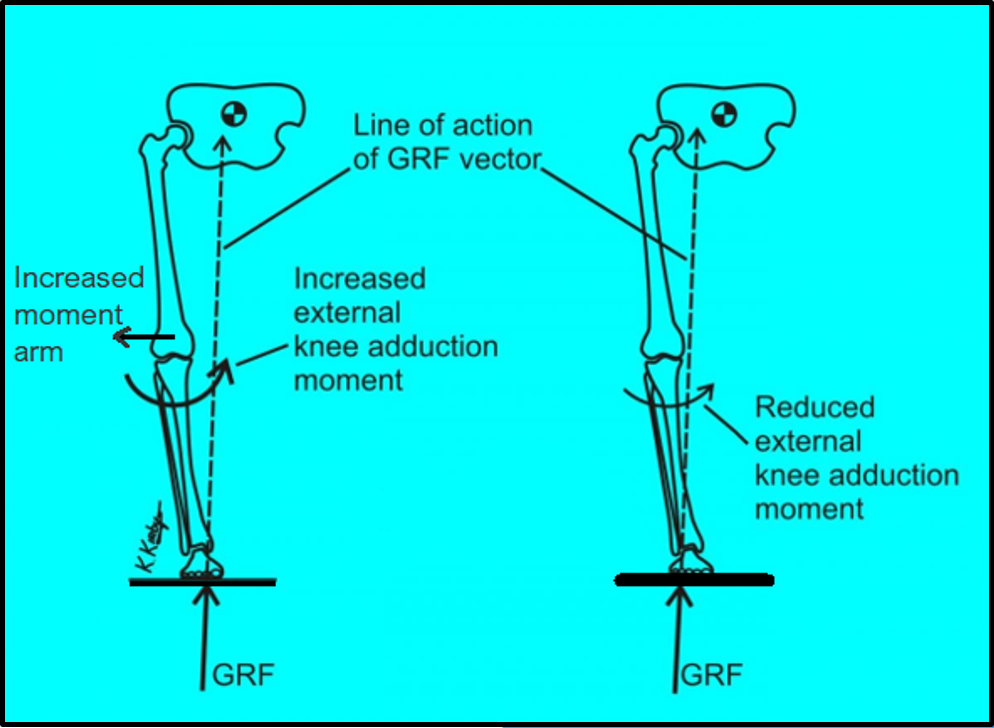 Line of action
of GRF vector
Increased
moment
arm
Increased
external
knee adduction
moment
Reduced
external
knee adduction
moment
GRF
GRF